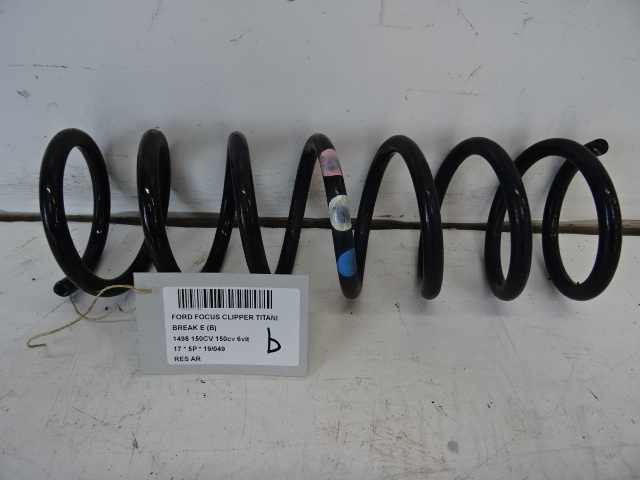 FORD FOCUS CLIPPER TITANI
BREAK E (B)
1498 150CV 150cv 6vit
17 * 5P * 19/049
RES AR
b